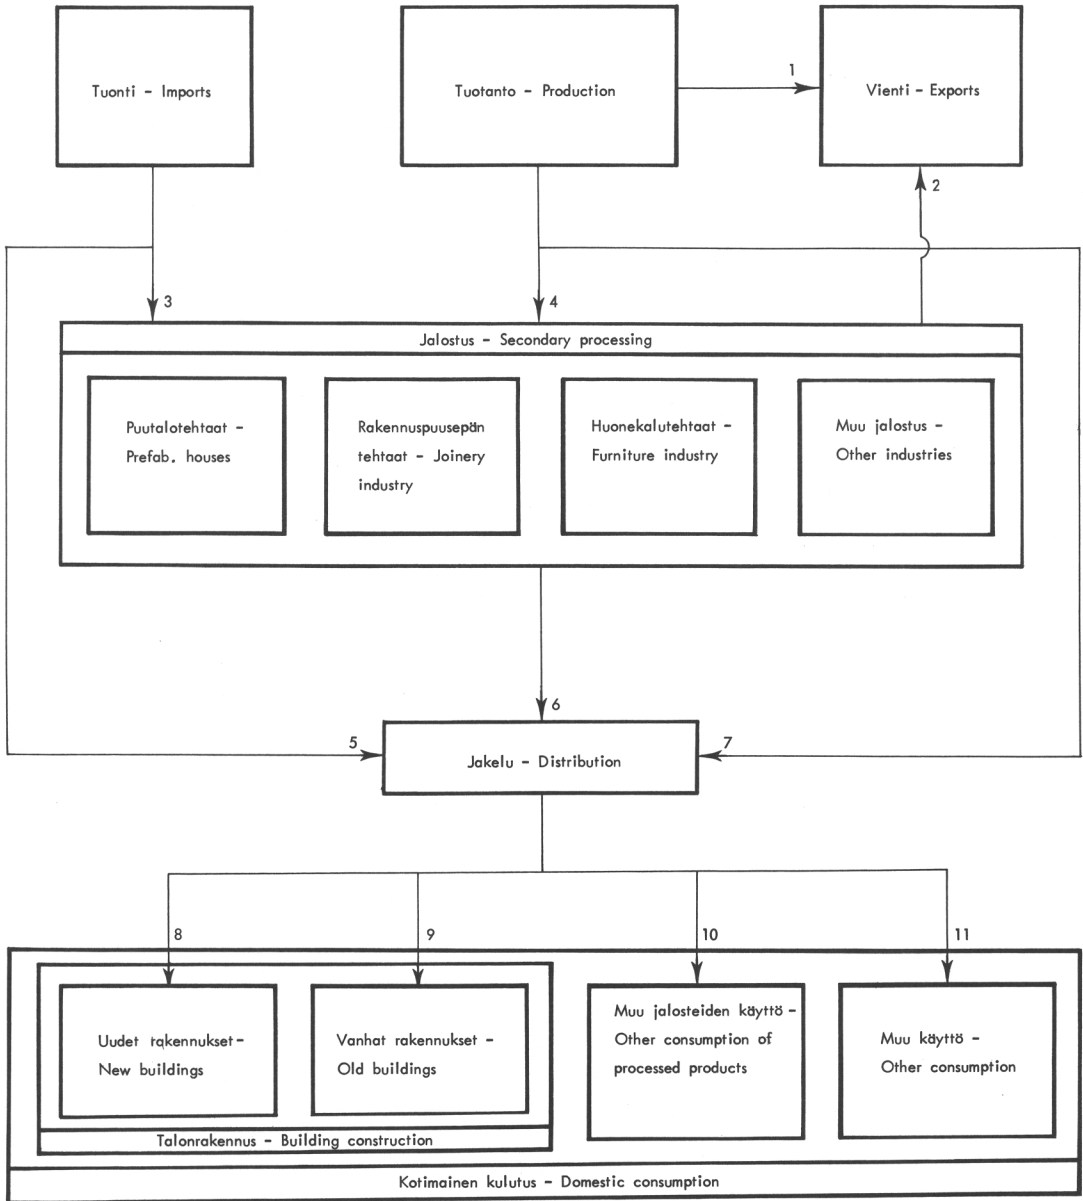 Tuonti - Imports
Tuotanto - Production
1
Vienti - Exports
2
3
4
Jalostus - Secondary processing
Puutalotehtaat -
Prefab. houses
Rakennuspuusepän
tehtaat - Joinery
industry
Huonekalutehtaat -
Furniture industry
Muu jalostus -
Other industries
6
5
7
Jakelu - Distribution
8
9
10
11
Uudet rakennukset-
New buildings
Vanhat rakennukset -
Old buildings
Muu jalosteiden käyttö -
Other consumption of
processed products
Muu käyttö -
Other consumption
Talonrakennus - Building construction
Kotimainen kulutus - Domestic consumption